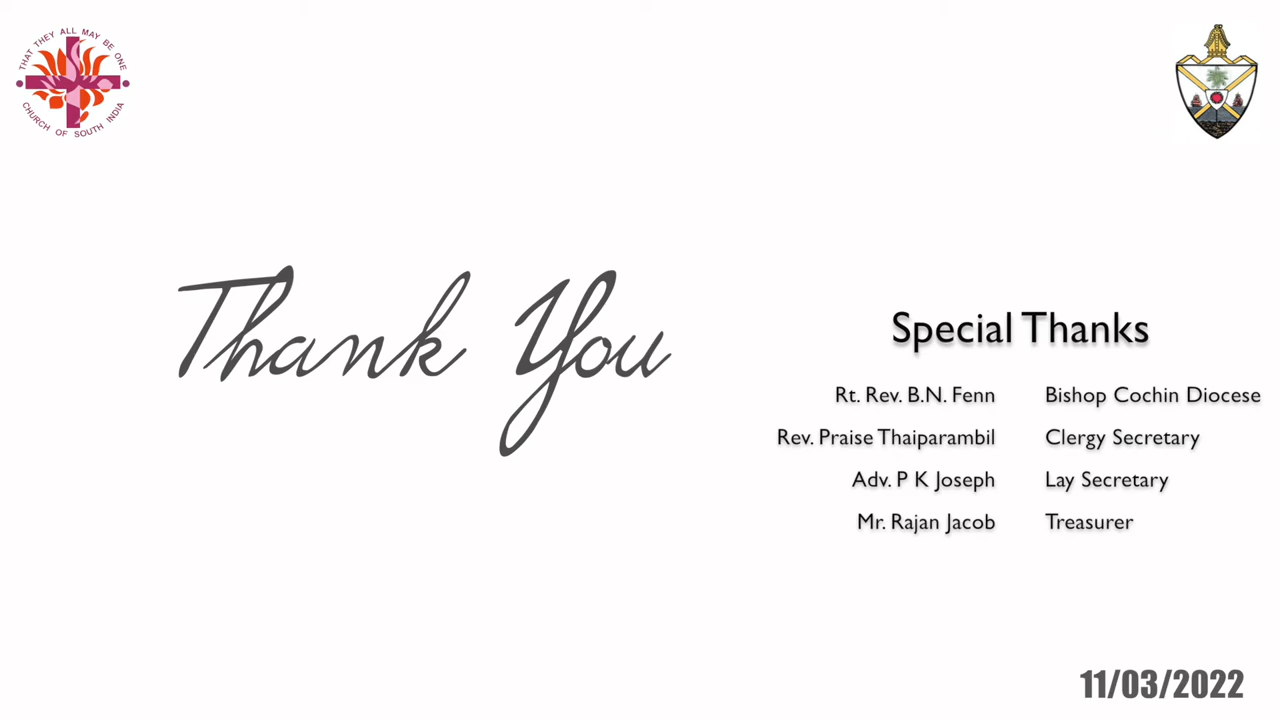 THAT THEY ALL MAY BE ONE
CHURCH OF SOUTH INDIA
Thank You
Special Thanks
Rt. Rev. B.N. Fenn Bishop Cochin Diocese
Rev. Praise Thaiparambil Clergy Secretary
Adv. P K Joseph Lay Secretary
Mr. Rajan Jacob Treasurer
11/03/2022